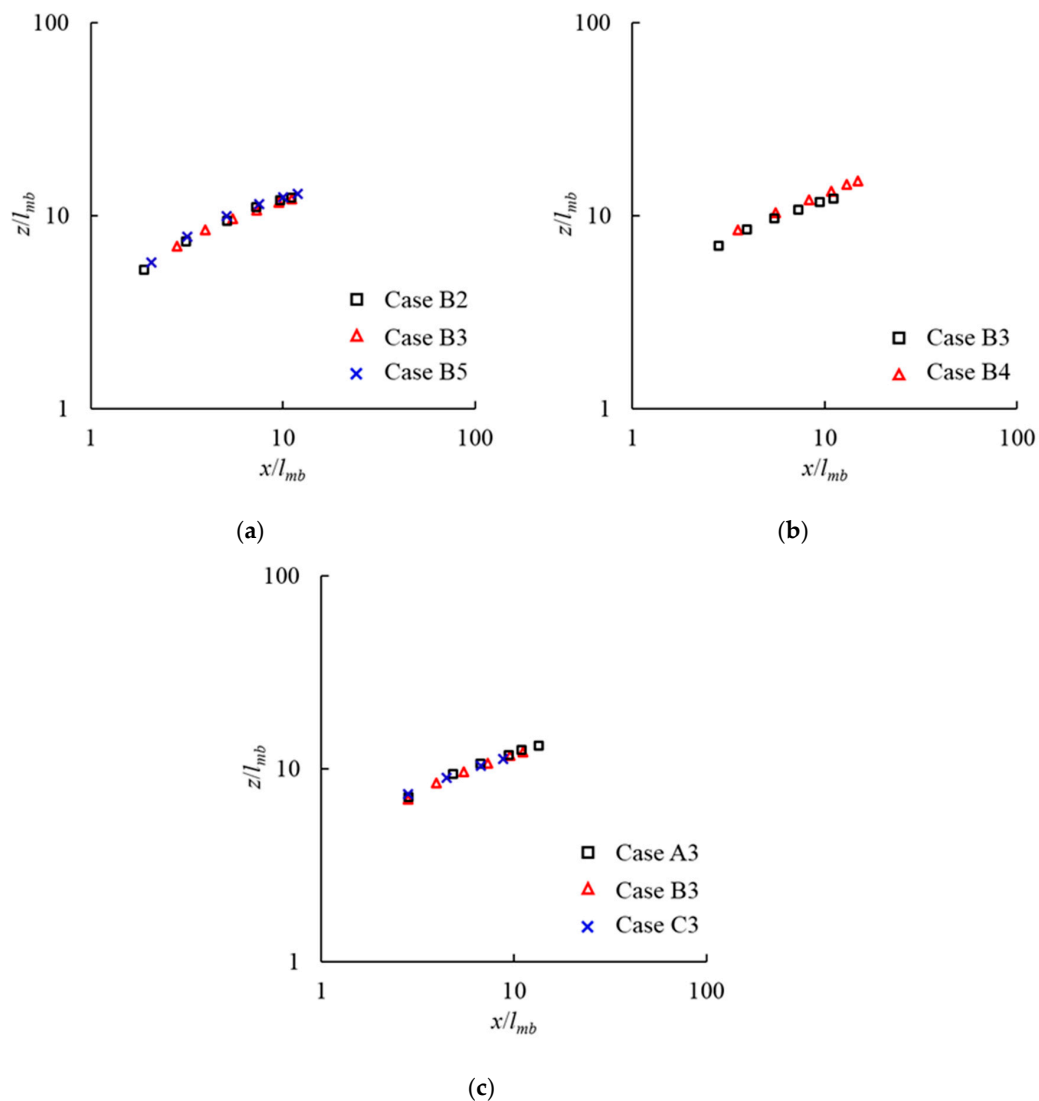 100
10
1
z/lmb
1 10 100
x/lmb
Case B2
Case B3
Case B5
(a)
100
10
1
z/lmb
1 10 100
x/lmb
Case B3
Case B4
(b)
100
10
1
z/lmb
1 10 100
x/lmb
Case A3
Case B3
Case C3
(c)